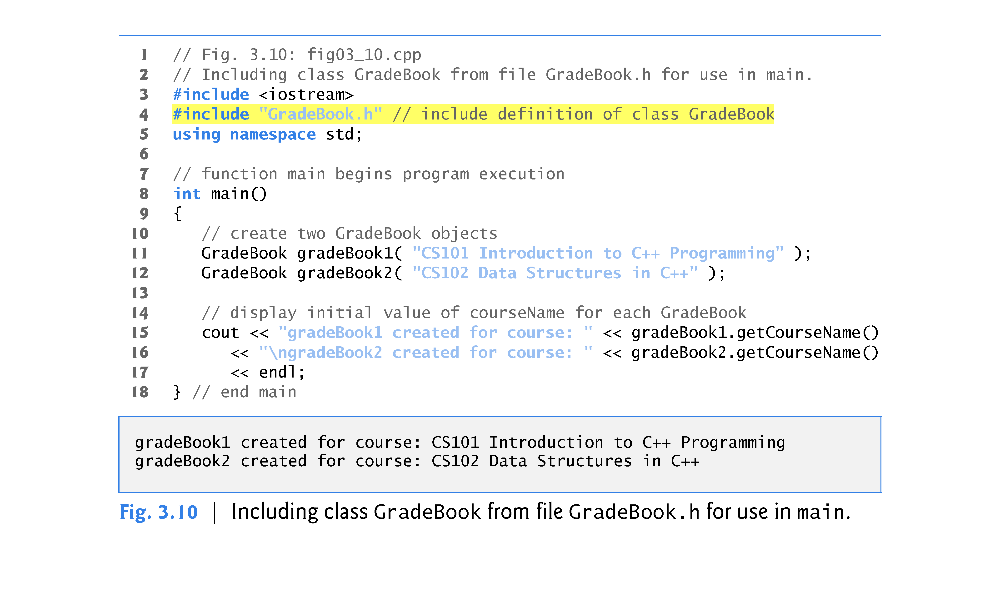 1 // Fig. 3.10: fig03_10.cpp
2 // Including class GradeBook from file GradeBook.h for use in main.
3 #include <iostream>
4 #include "GradeBook.h" // include definition of class GradeBook
5 using namespace std;
6
7 // function main begins program execution
8 int main()
9 {
10    // create two GradeBook objects
11    GradeBook gradeBook1( "CS101 Introduction to C++ Programming" );
12    GradeBook gradeBook2( "CS102 Data Structures in C++" );
13
14    // display initial value of courseName for each GradeBook
15    cout << "gradeBook1 created for course: " << gradeBook1.getCourseName()
16       << "\ngradeBook2 created for course: " << gradeBook2.getCourseName()
17       << endl;
18 } // end main
gradeBook1 created for course: CS101 Introduction to C++ Programming
gradeBook2 created for course: CS102 Data Structures in C++
Fig. 3.10 | Including class GradeBook from file GradeBook.h for use in main.